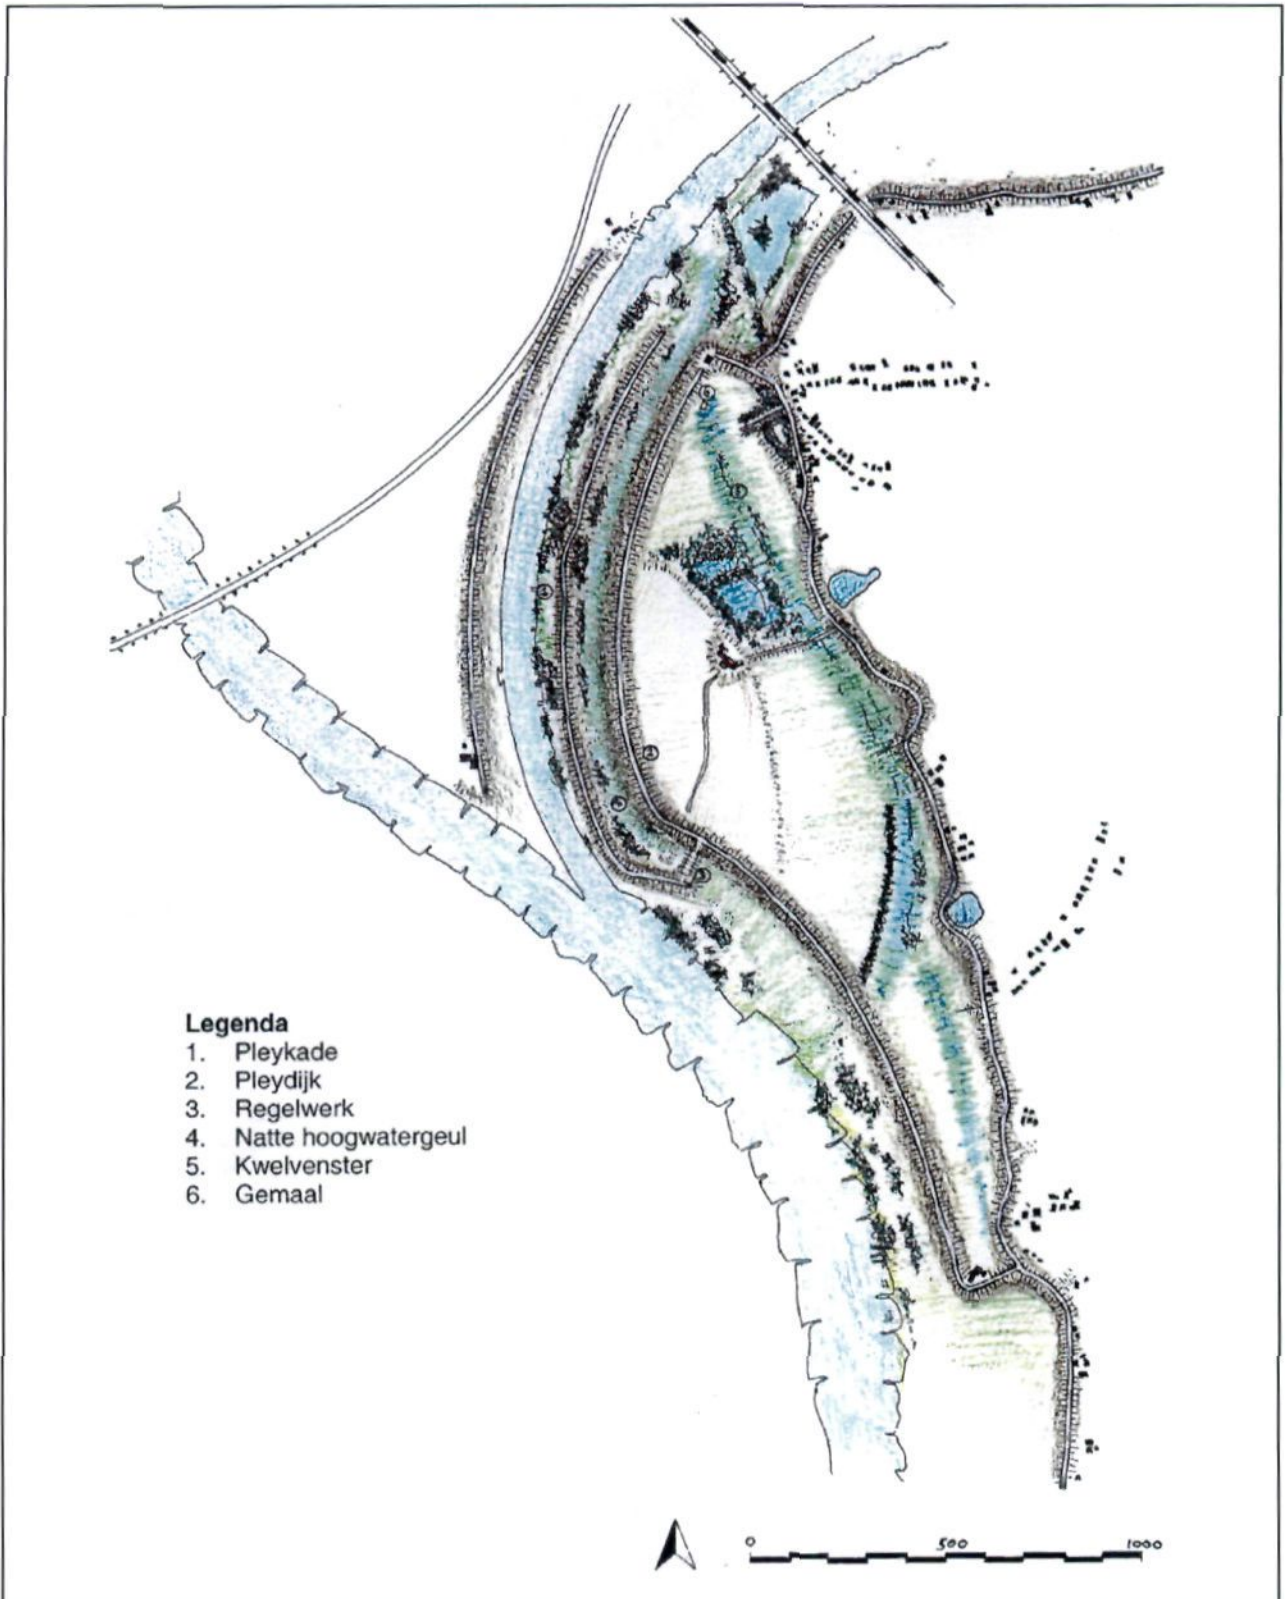 Legenda
1. Pleykade
2. Pleydijk
3. Regelwerk
4. Natte hoogwatergeul
5. Kwelvenster
6. Gemaal
0 500 1000